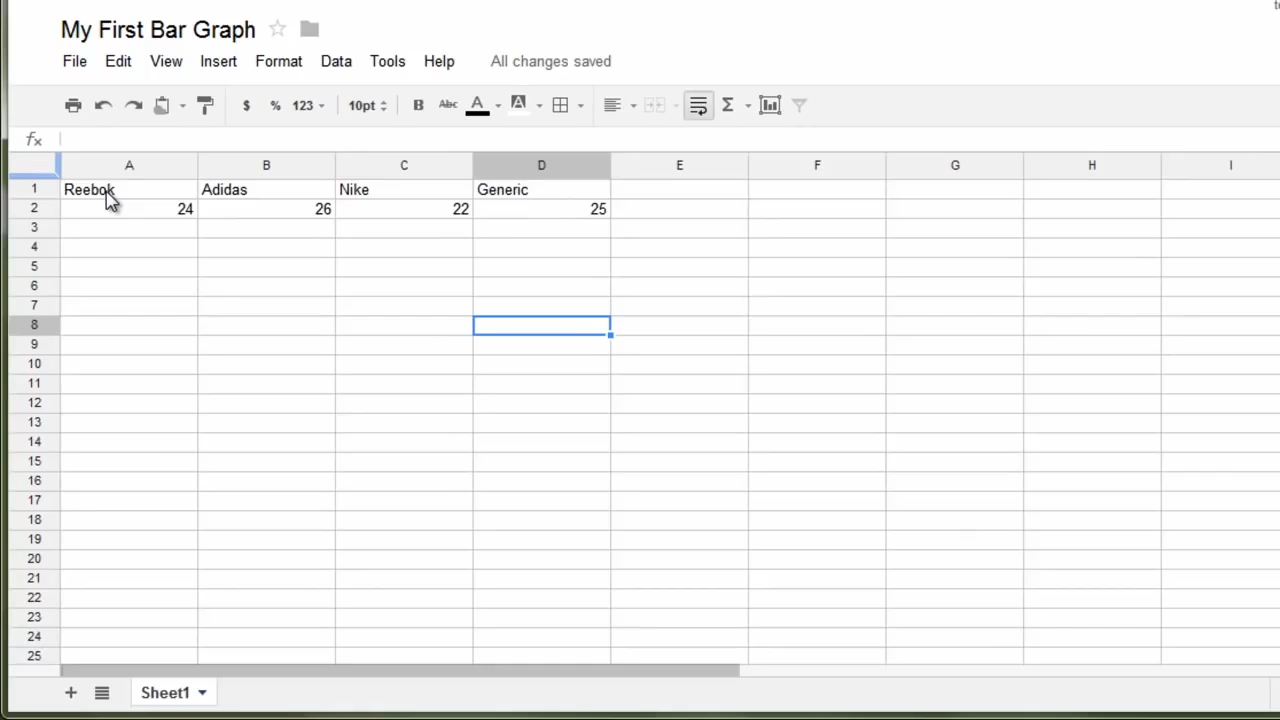 My First Bar Graph
File Edit View Insert Format Data Tools Help All changes saved
$ % 123 10pt B Abc A A Σ
fx
A B C D E F G H I
1 Reebok Adidas Nike Generic
2 24 26 22 25
3
4
5
6
7
8
9
10
11
12
13
14
15
16
17
18
19
20
21
22
23
24
25
+ Sheet1